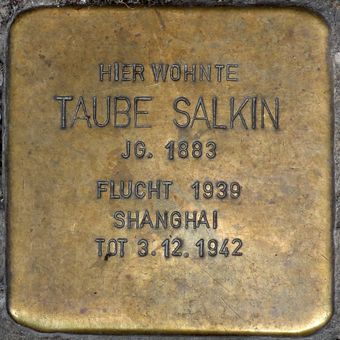 HIER WOHNTE
TAUBE SALKIN
JG. 1883
FLUCHT 1939
SHANGHAI
TOT 3.12.1942